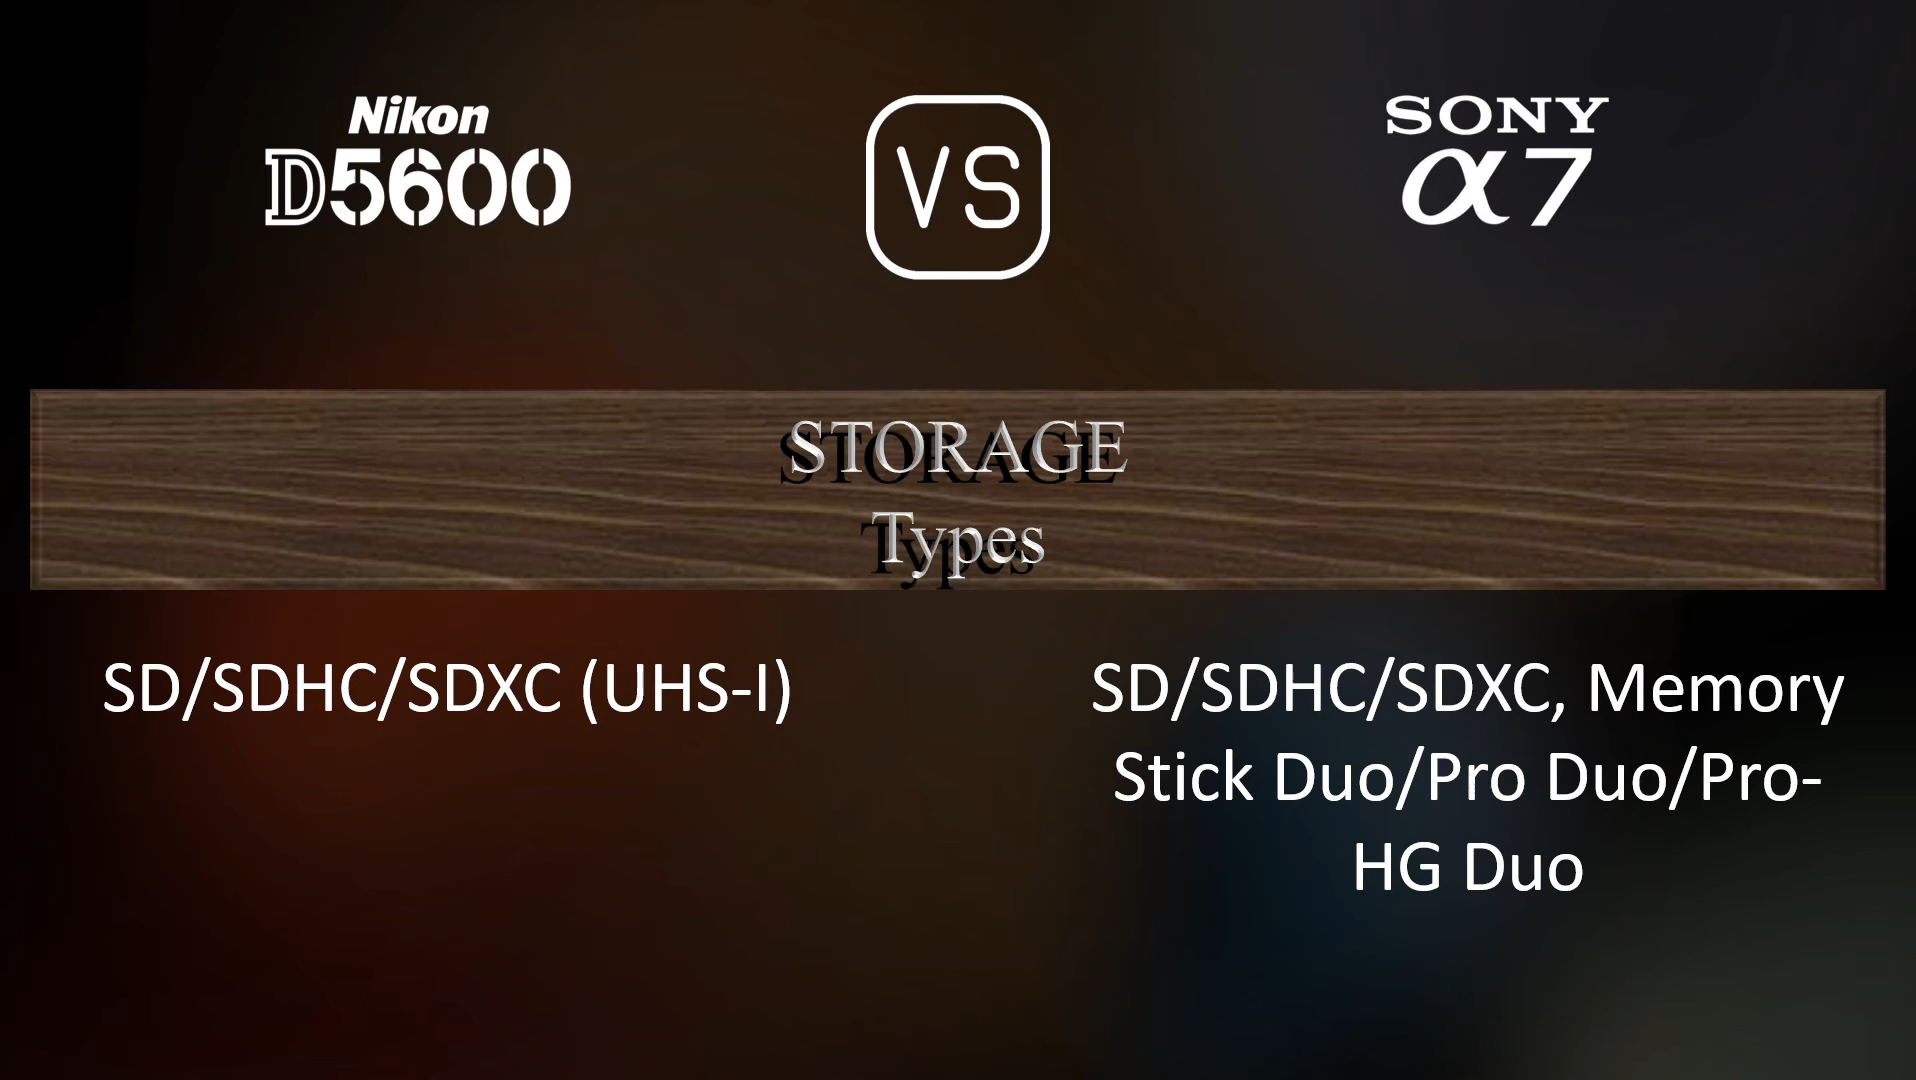 Nikon
D5600
VS
SONY
α7
STORAGE
Types
SD/SDHC/SDXC (UHS-I)
SD/SDHC/SDXC, Memory
Stick Duo/Pro Duo/Pro-
HG Duo